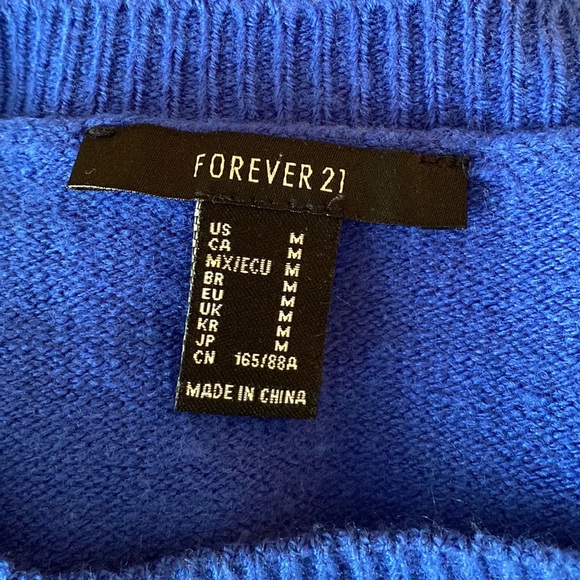 FOREVER 21
US M
CA M
MX/ECU M
BR M
EU M
UK M
KR M
JP M
CN 165/88A
MADE IN CHINA